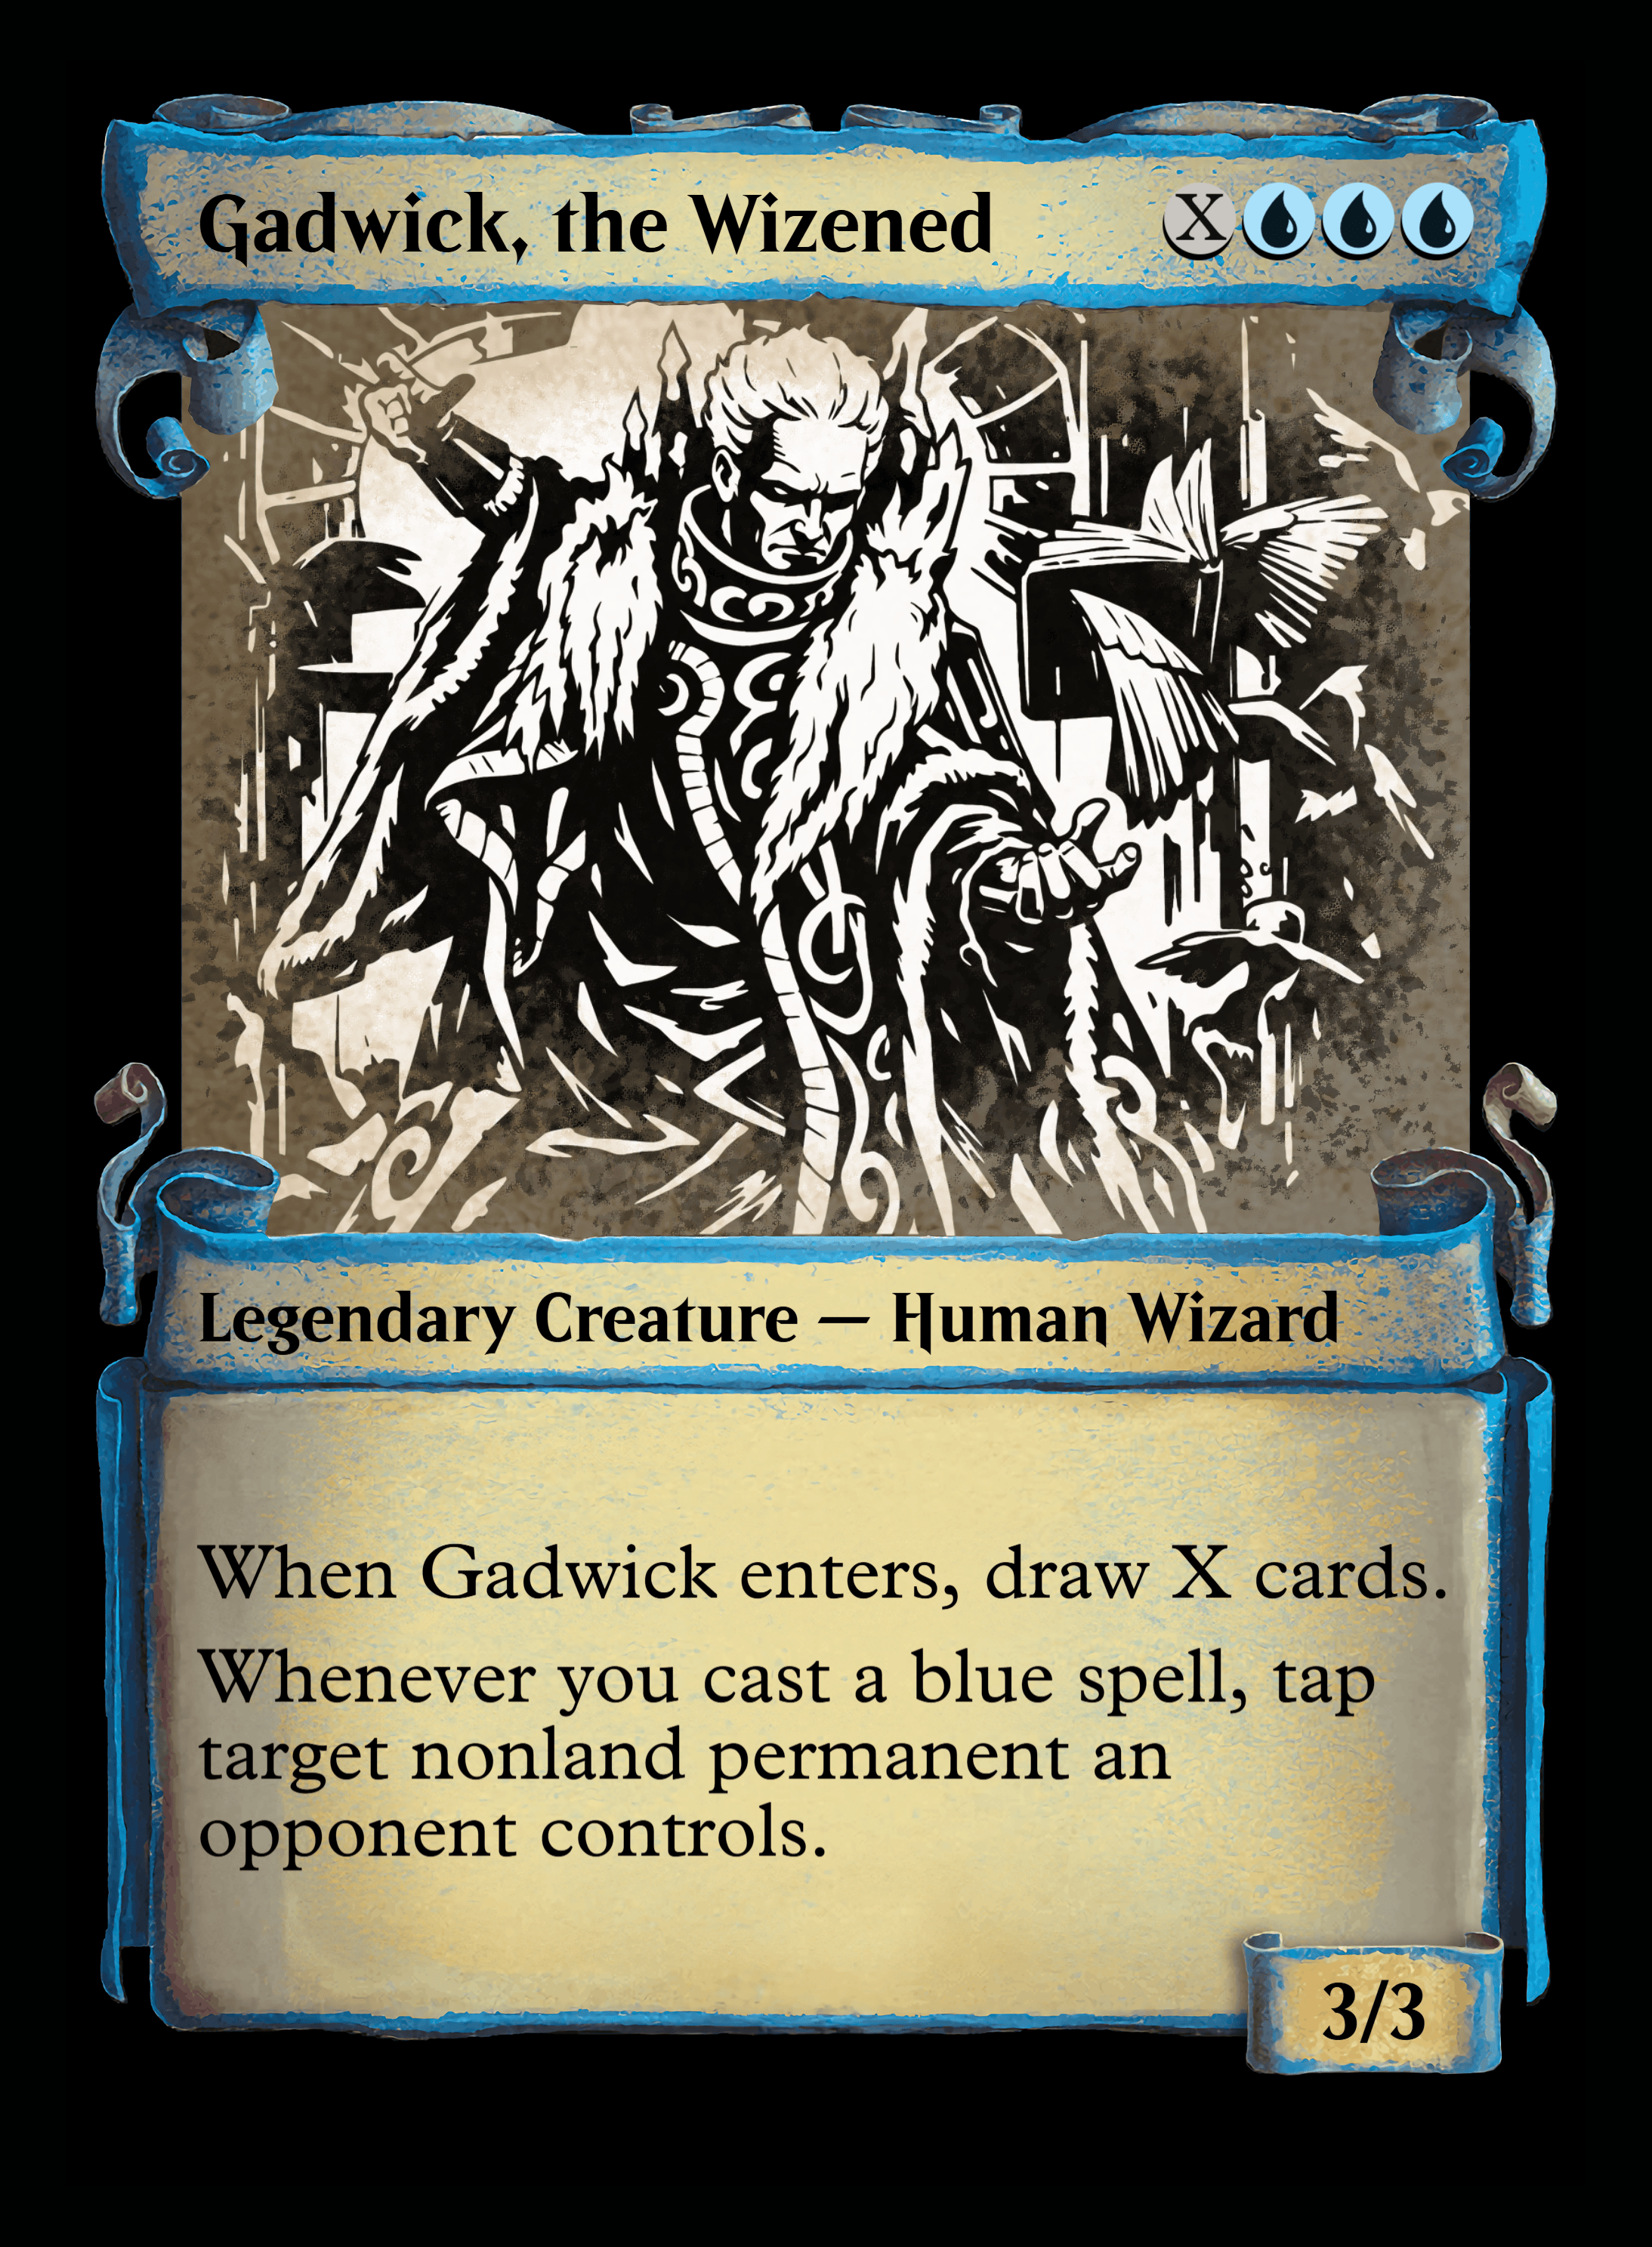 Gadwick, the Wizened X
Legendary Creature — Human Wizard
When Gadwick enters, draw X cards.
Whenever you cast a blue spell, tap
target nonland permanent an
opponent controls.
3/3